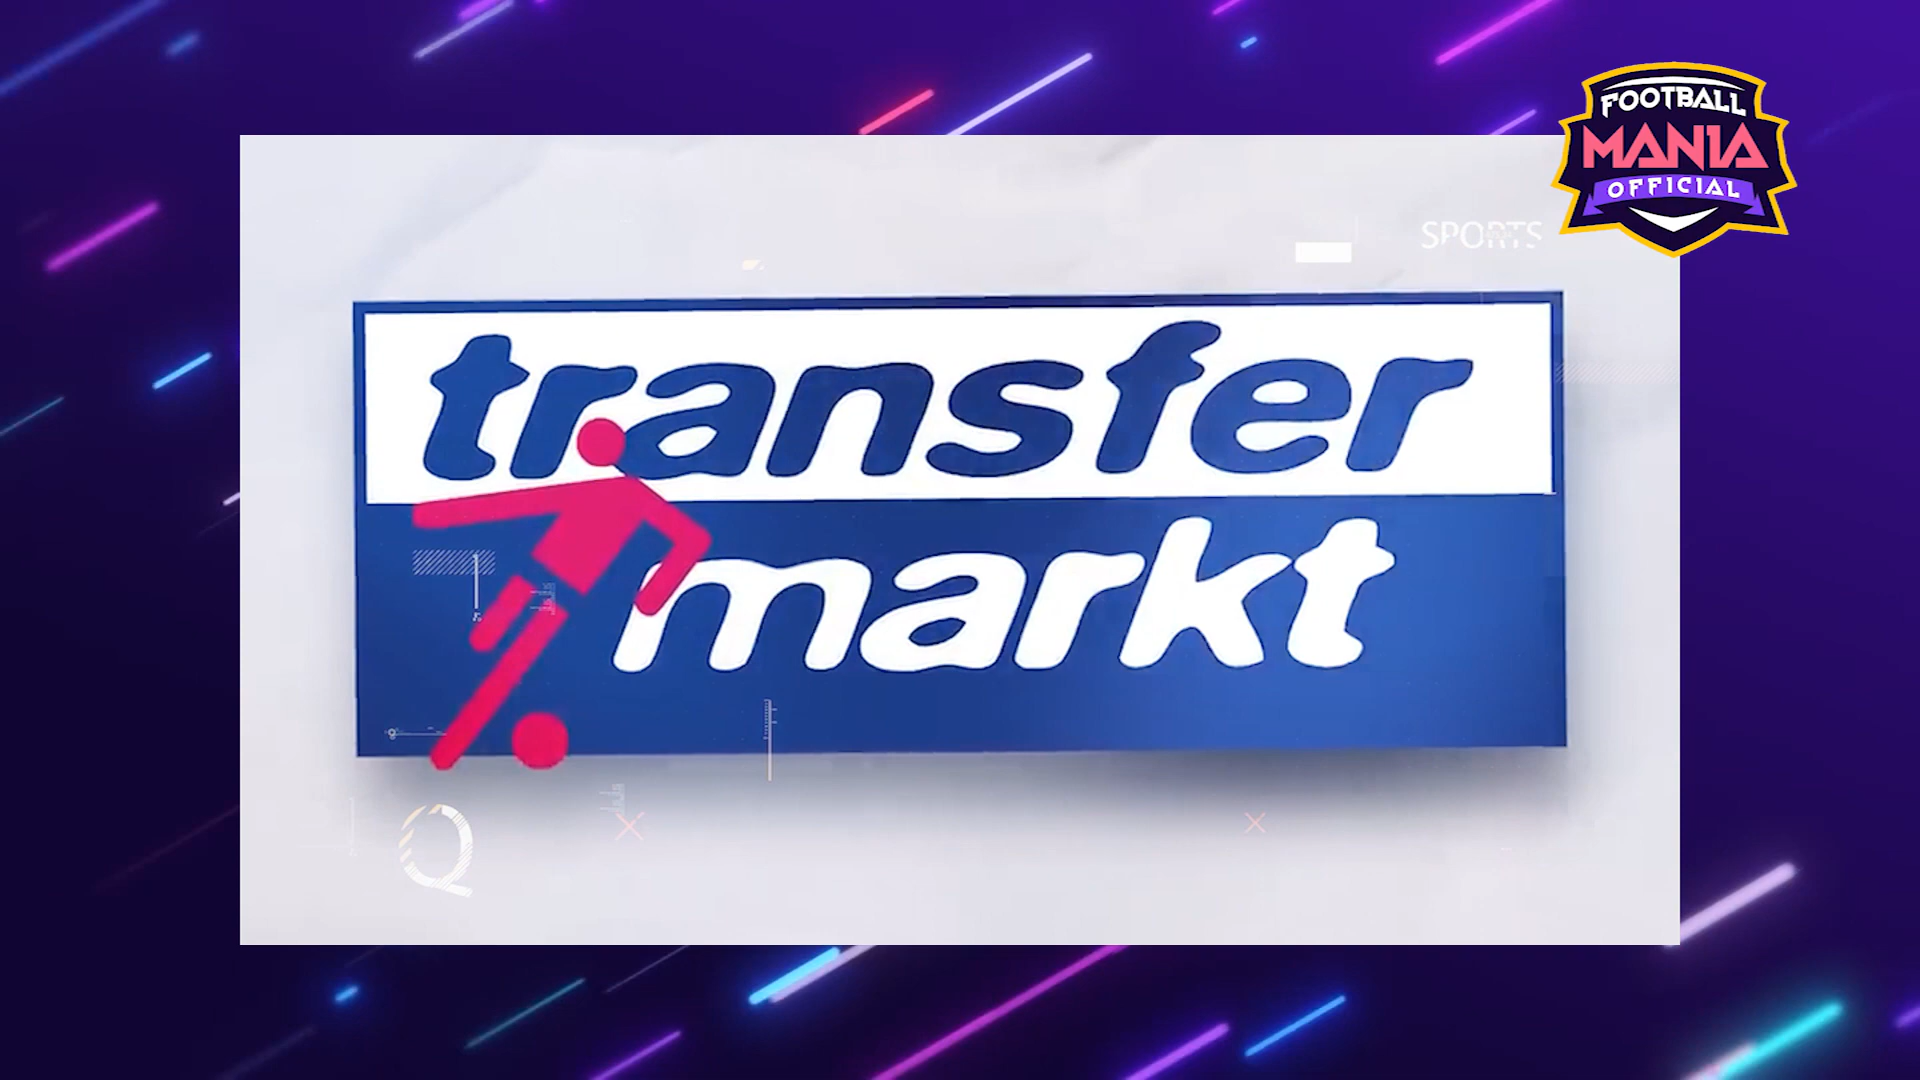 FOOTBALL
MANIA
OFFICIAL
SPORTS
transfer
markt
Q